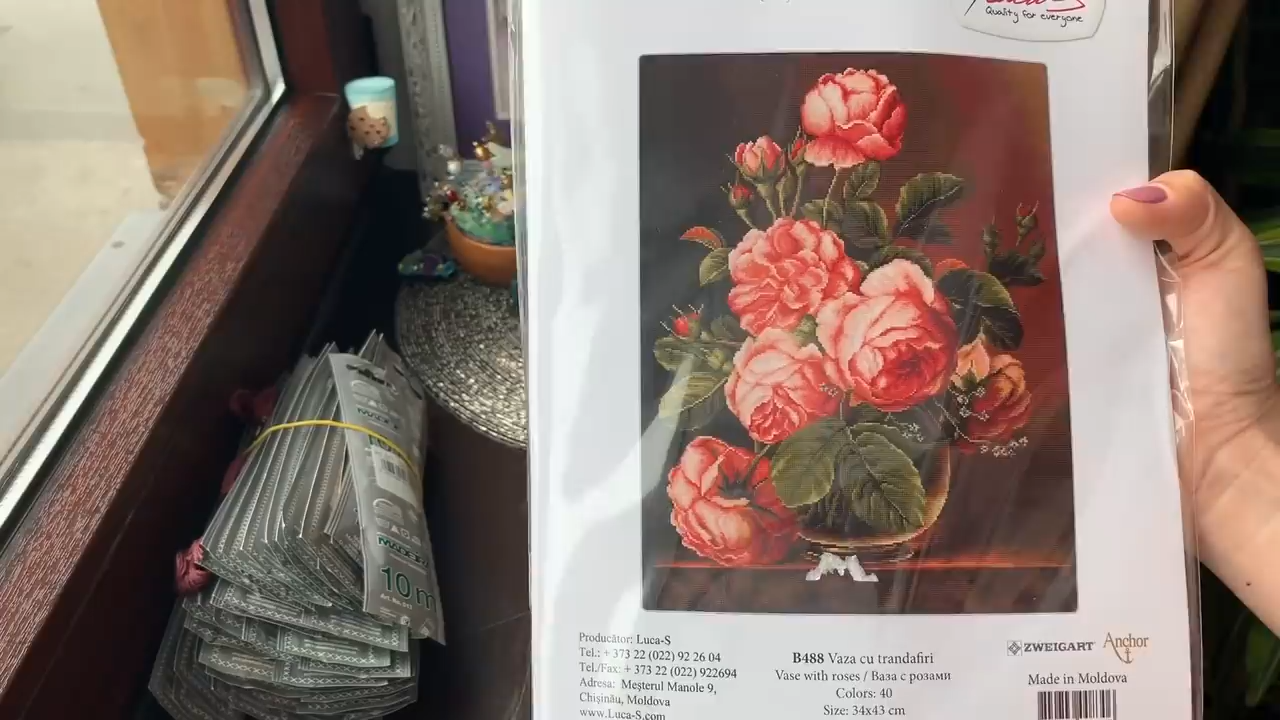 Quality for everyone
MADEIRA
10m
Producător: Luca-S
Tel.: + 373 22 (022) 92 26 04
Tel./Fax: + 373 22 (022) 922694
Adresa: Meşterul Manole 9,
Chişinău, Moldova
www.Luca-S.com
B488 Vaza cu trandafiri
Vase with roses / Ваза с розами
Colors: 40
Size: 34x43 cm
ZWEIGART Anchor
Made in Moldova